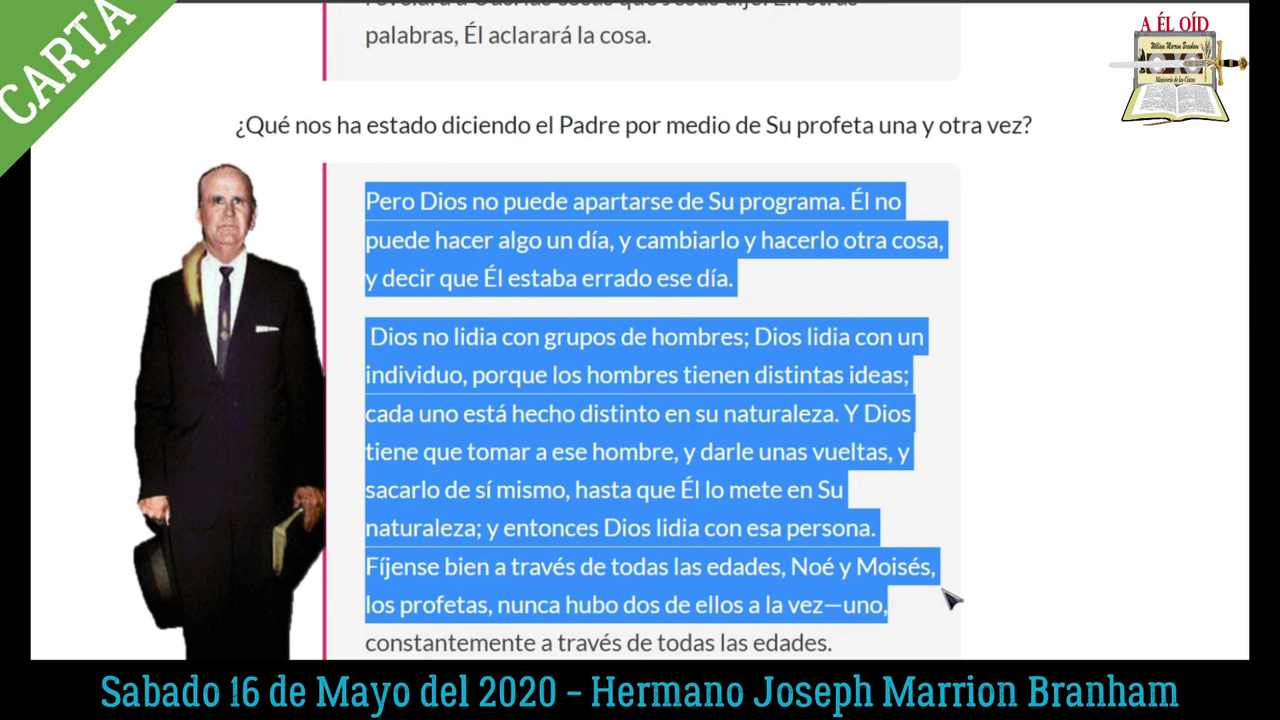 CARTA
A ÉL OÍD
William Marrion Branham
Ministerio de las Cintas
palabras, Él aclarará la cosa.
¿Qué nos ha estado diciendo el Padre por medio de Su profeta una y otra vez?
Pero Dios no puede apartarse de Su programa. Él no
puede hacer algo un día, y cambiarlo y hacerlo otra cosa,
y decir que Él estaba errado ese día.
Dios no lidia con grupos de hombres; Dios lidia con un
individuo, porque los hombres tienen distintas ideas;
cada uno está hecho distinto en su naturaleza. Y Dios
tiene que tomar a ese hombre, y darle unas vueltas, y
sacarlo de sí mismo, hasta que Él lo mete en Su
naturaleza; y entonces Dios lidia con esa persona.
Fíjense bien a través de todas las edades, Noé y Moisés,
los profetas, nunca hubo dos de ellos a la vez—uno,
constantemente a través de todas las edades.
Sabado 16 de Mayo del 2020 - Hermano Joseph Marrion Branham